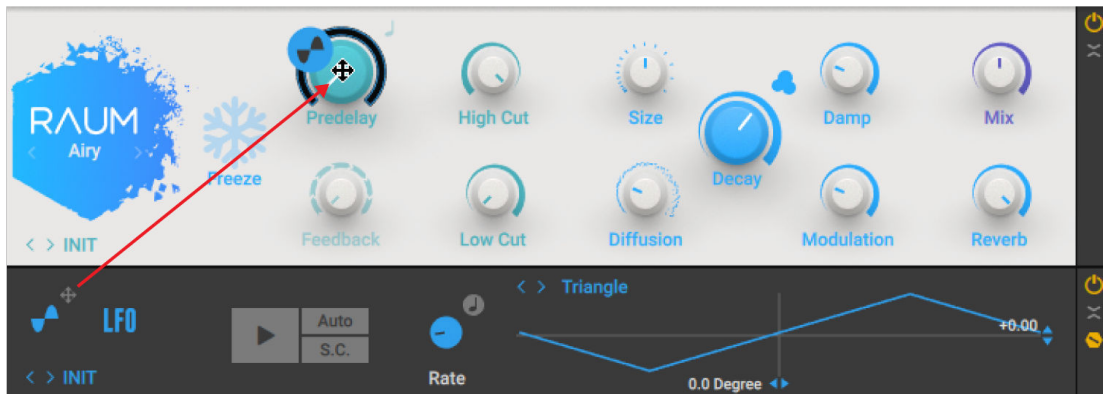 RAUM
Airy
Freeze
Predelay
High Cut
Size
Damp
Mix
Decay
Feedback
Low Cut
Diffusion
Modulation
Reverb
< > INIT
LFO
Auto
S.C.
Rate
< > Triangle
+0.00
0.0 Degree
< > INIT